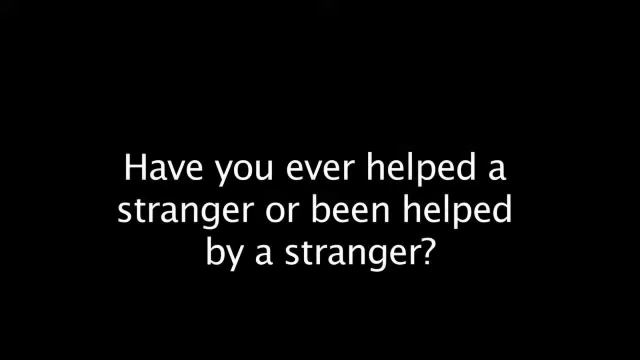 Have you ever helped a
stranger or been helped
by a stranger?